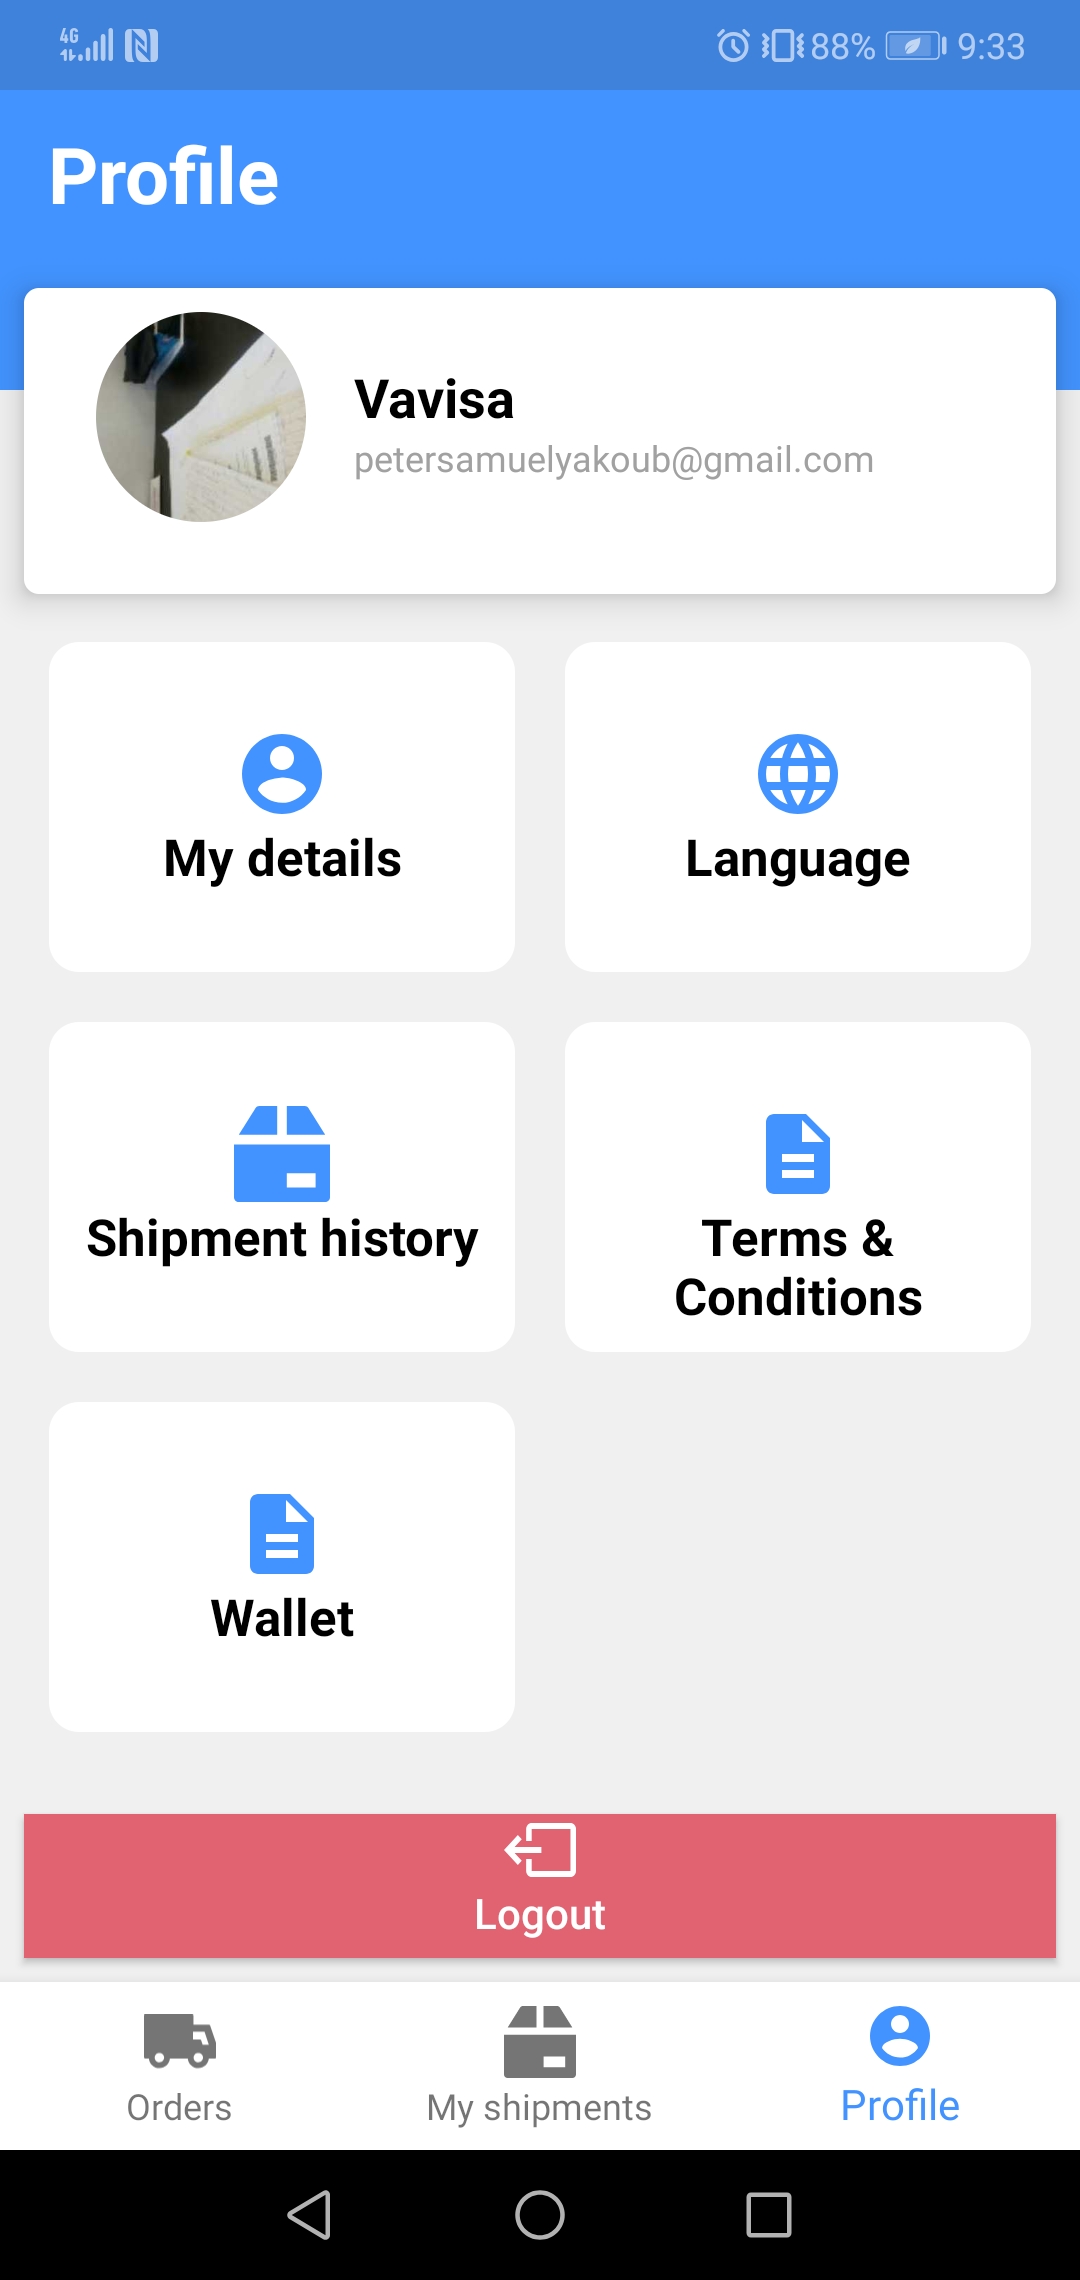 4G 88% 9:33
Profile
Vavisa
petersamuelyakoub@gmail.com
My details
Language
Shipment history
Terms &
Conditions
Wallet
Logout
Orders
My shipments
Profile